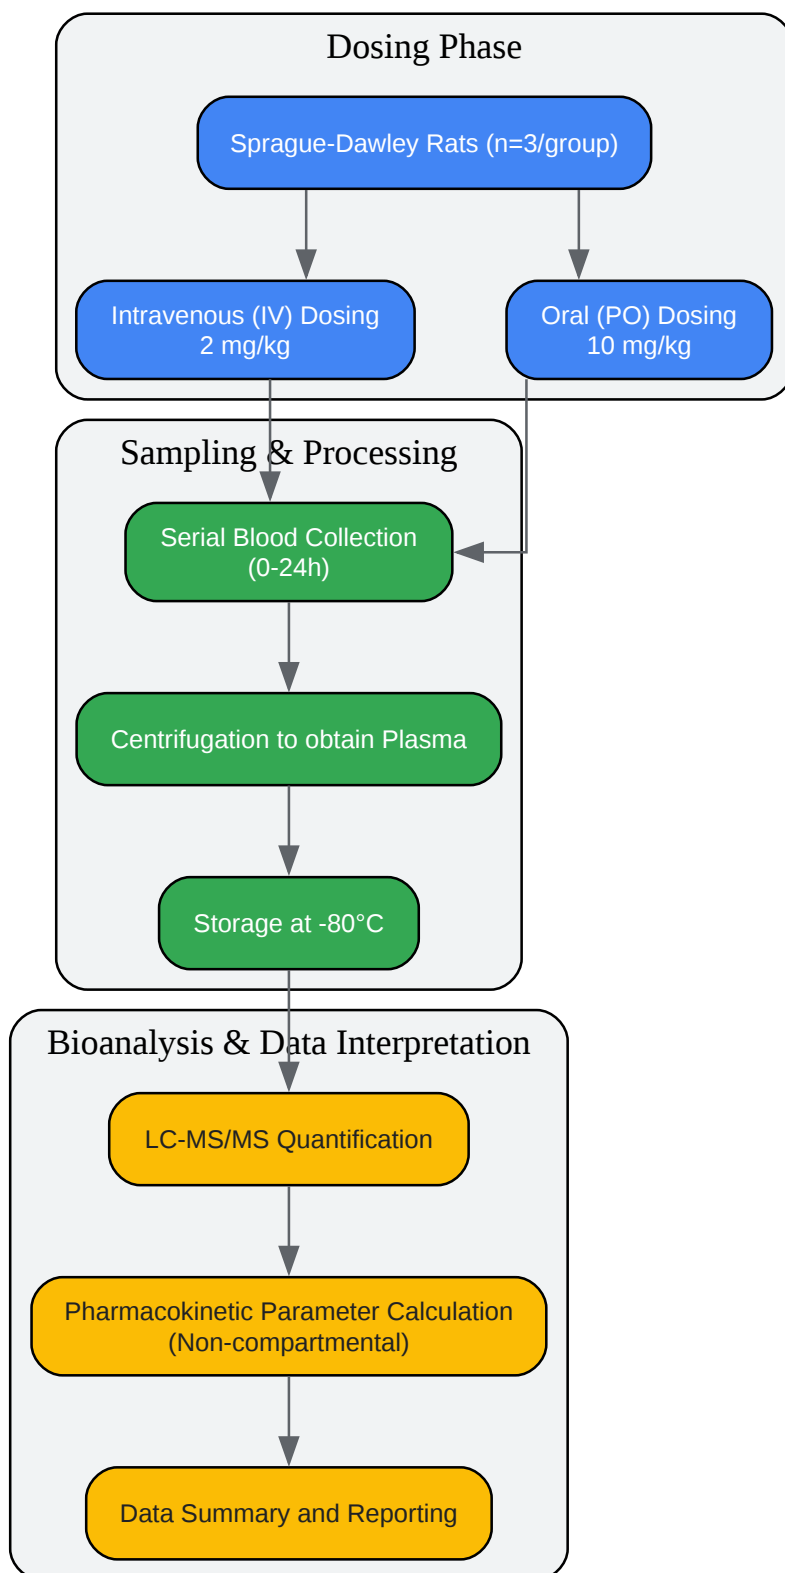 Dosing Phase
Sprague-Dawley Rats (n=3/group)
Intravenous (IV) Dosing
2 mg/kg
Oral (PO) Dosing
10 mg/kg
Sampling & Processing
Serial Blood Collection
(0-24h)
Centrifugation to obtain Plasma
Storage at -80°C
Bioanalysis & Data Interpretation
LC-MS/MS Quantification
Pharmacokinetic Parameter Calculation
(Non-compartmental)
Data Summary and Reporting